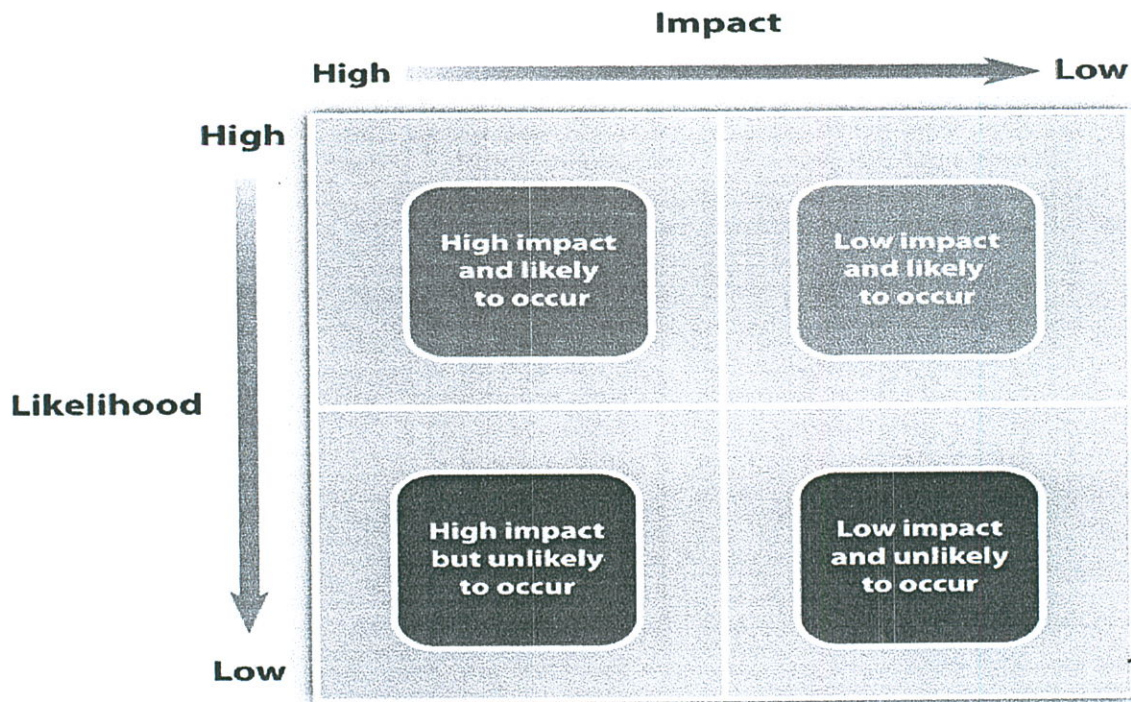 Impact
High
Low
High
High impact
and likely
to occur
Low impact
and likely
to occur
Likelihood
High impact
but unlikely
to occur
Low impact
and unlikely
to occur
Low